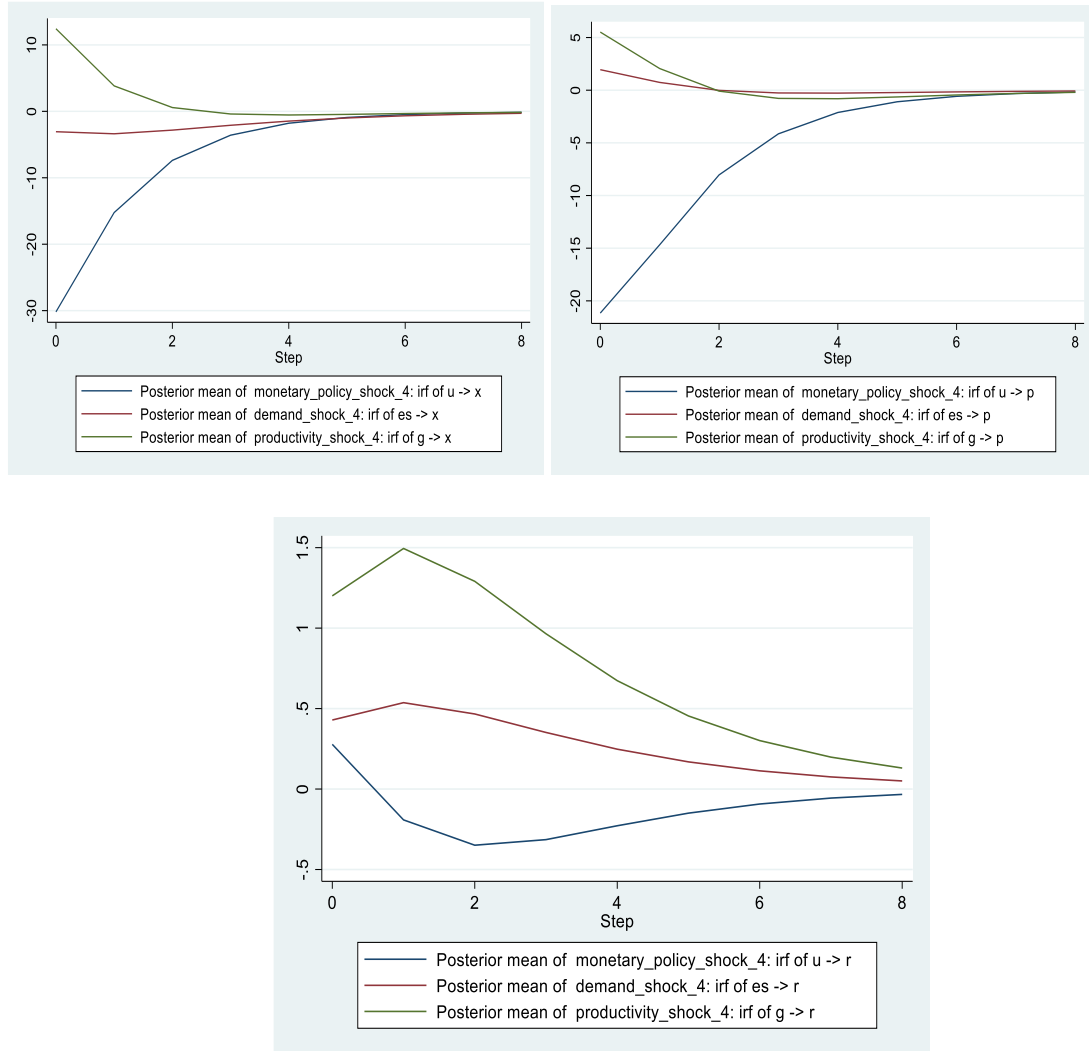 10
0
-10
-20
-30
0 2 4 6 8
Step
Posterior mean of monetary_policy_shock_4: irf of u -> x
Posterior mean of demand_shock_4: irf of es -> x
Posterior mean of productivity_shock_4: irf of g -> x
5
0
-5
-10
-15
-20
0 2 4 6 8
Step
Posterior mean of monetary_policy_shock_4: irf of u -> p
Posterior mean of demand_shock_4: irf of es -> p
Posterior mean of productivity_shock_4: irf of g -> p
1.5
1
.5
0
-.5
0 2 4 6 8
Step
Posterior mean of monetary_policy_shock_4: irf of u -> r
Posterior mean of demand_shock_4: irf of es -> r
Posterior mean of productivity_shock_4: irf of g -> r